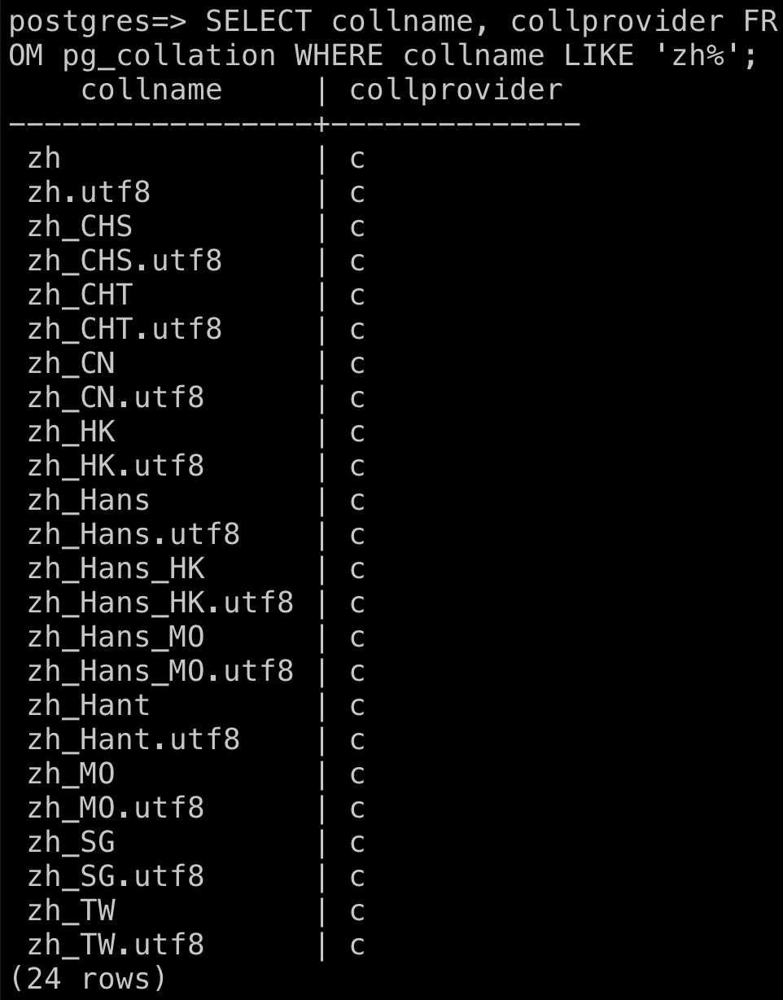 postgres=> SELECT collname, collprovider FR
OM pg_collation WHERE collname LIKE 'zh%';
    collname     | collprovider
-----------------+--------------
 zh              | c
 zh.utf8         | c
 zh_CHS          | c
 zh_CHS.utf8     | c
 zh_CHT          | c
 zh_CHT.utf8     | c
 zh_CN           | c
 zh_CN.utf8      | c
 zh_HK           | c
 zh_HK.utf8      | c
 zh_Hans         | c
 zh_Hans.utf8    | c
 zh_Hans_HK      | c
 zh_Hans_HK.utf8 | c
 zh_Hans_MO      | c
 zh_Hans_MO.utf8 | c
 zh_Hant         | c
 zh_Hant.utf8    | c
 zh_MO           | c
 zh_MO.utf8      | c
 zh_SG           | c
 zh_SG.utf8      | c
 zh_TW           | c
 zh_TW.utf8      | c
(24 rows)